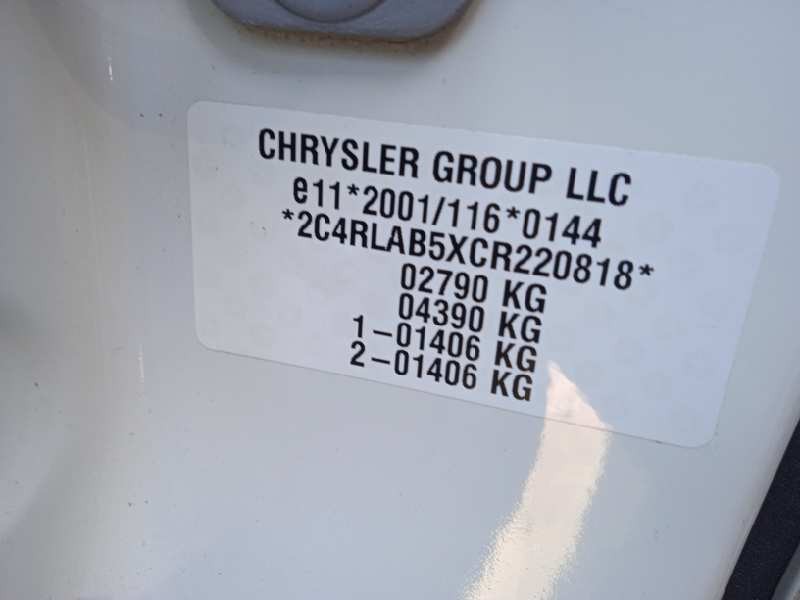 CHRYSLER GROUP LLC
e11*2001/116*0144
*2C4RLAB5XCR220818*
02790 KG
04390 KG
1-01406 KG
2-01406 KG